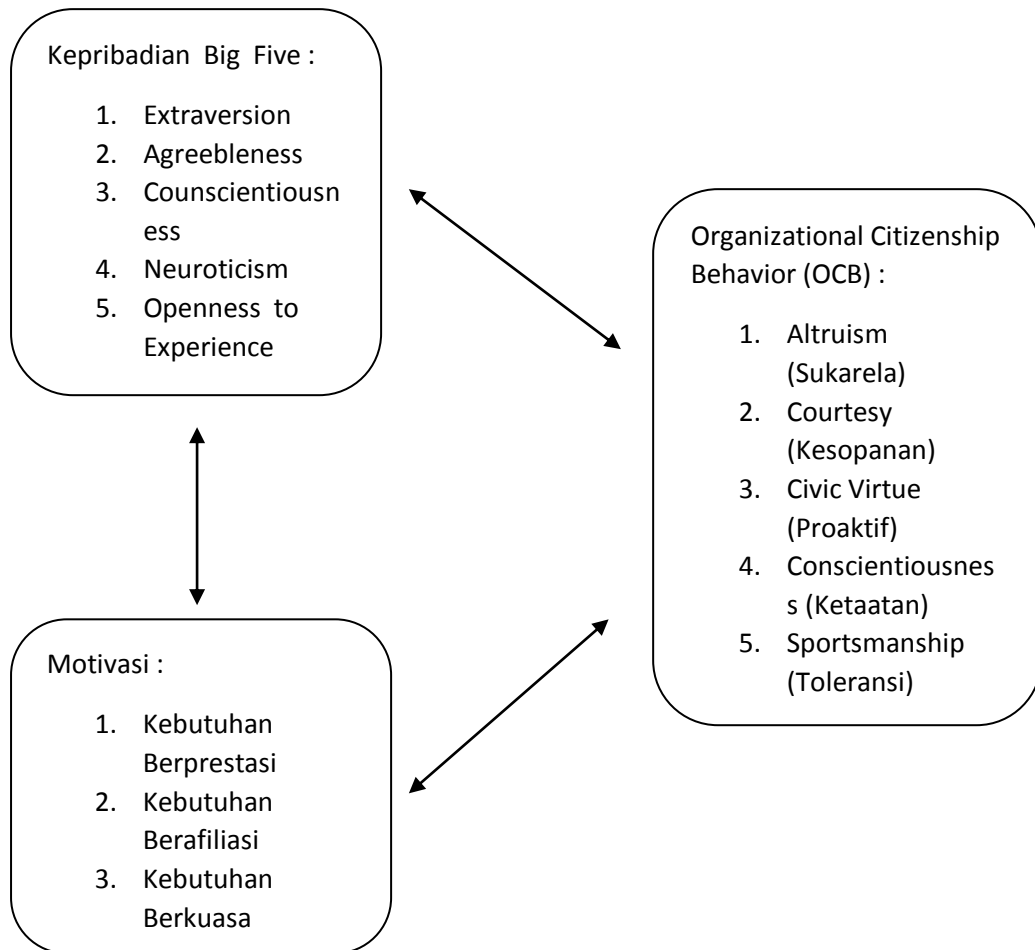 Kepribadian Big Five :
1. Extraversion
2. Agreebleness
3. Counscientiousn
ess
4. Neuroticism
5. Openness to
Experience
Organizational Citizenship
Behavior (OCB) :
1. Altruism
(Sukarela)
2. Courtesy
(Kesopanan)
3. Civic Virtue
(Proaktif)
4. Conscientiousnes
s (Ketaatan)
5. Sportsmanship
(Toleransi)
Motivasi :
1. Kebutuhan
Berprestasi
2. Kebutuhan
Berafiliasi
3. Kebutuhan
Berkuasa